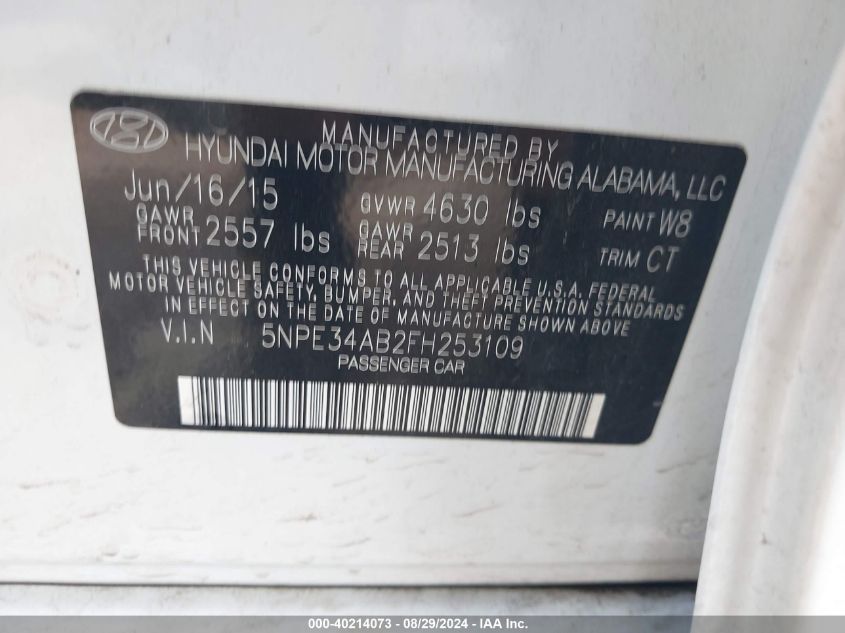 MANUFACTURED BY
HYUNDAI MOTOR MANUFACTURING ALABAMA, LLC
Jun/16/15 GVWR 4630 lbs PAINT W8
GAWR FRONT 2557 lbs GAWR REAR 2513 lbs TRIM CT
THIS VEHICLE CONFORMS TO ALL APPLICABLE U.S.A. FEDERAL
MOTOR VEHICLE SAFETY, BUMPER, AND THEFT PREVENTION STANDARDS
IN EFFECT ON THE DATE OF MANUFACTURE SHOWN ABOVE
V.I.N 5NPE34AB2FH253109
PASSENGER CAR
000-40214073 - 08/29/2024 - IAA Inc.